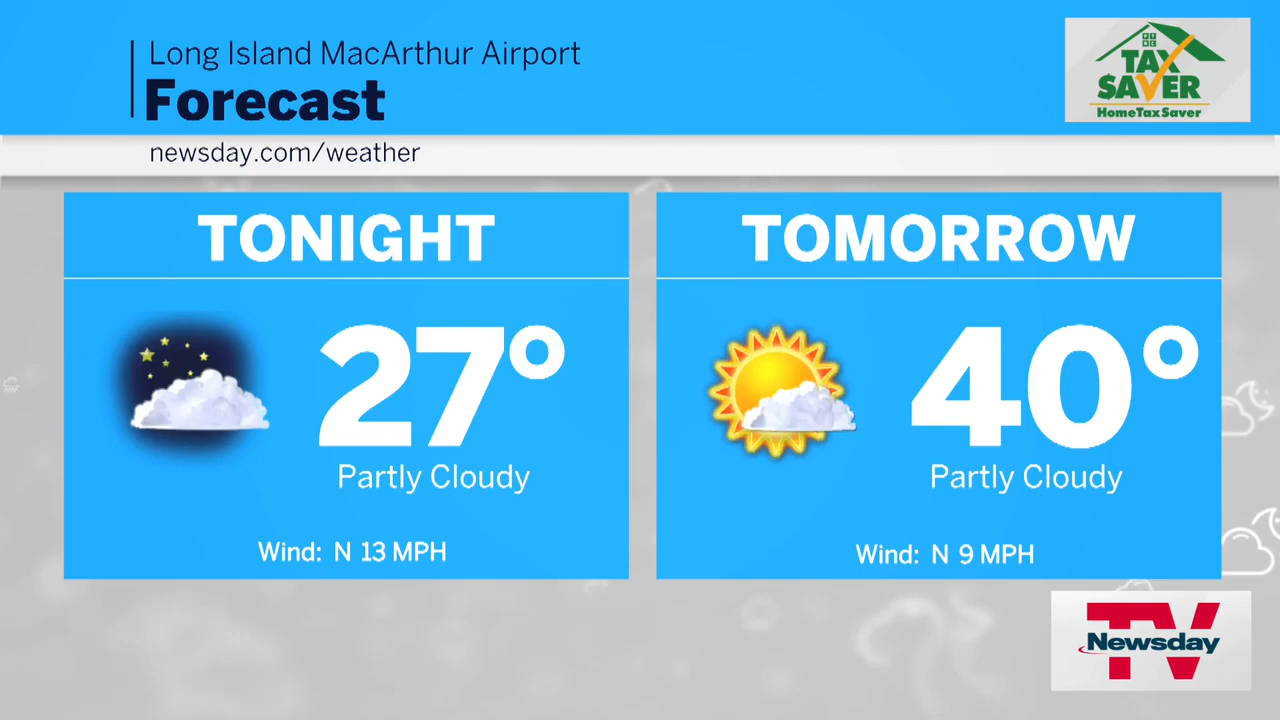 Long Island MacArthur Airport
Forecast
newsday.com/weather
TAX
SAVER
HomeTaxSaver
TONIGHT
27°
Partly Cloudy
Wind: N 13 MPH
TOMORROW
40°
Partly Cloudy
Wind: N 9 MPH
TV
Newsday